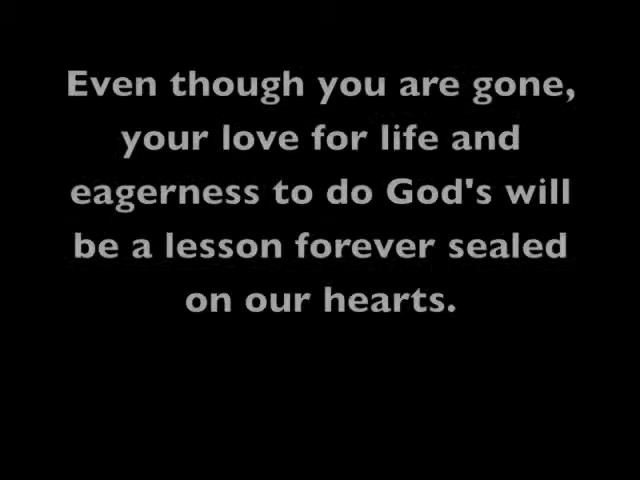 Even though you are gone,
your love for life and
eagerness to do God's will
be a lesson forever sealed
on our hearts.